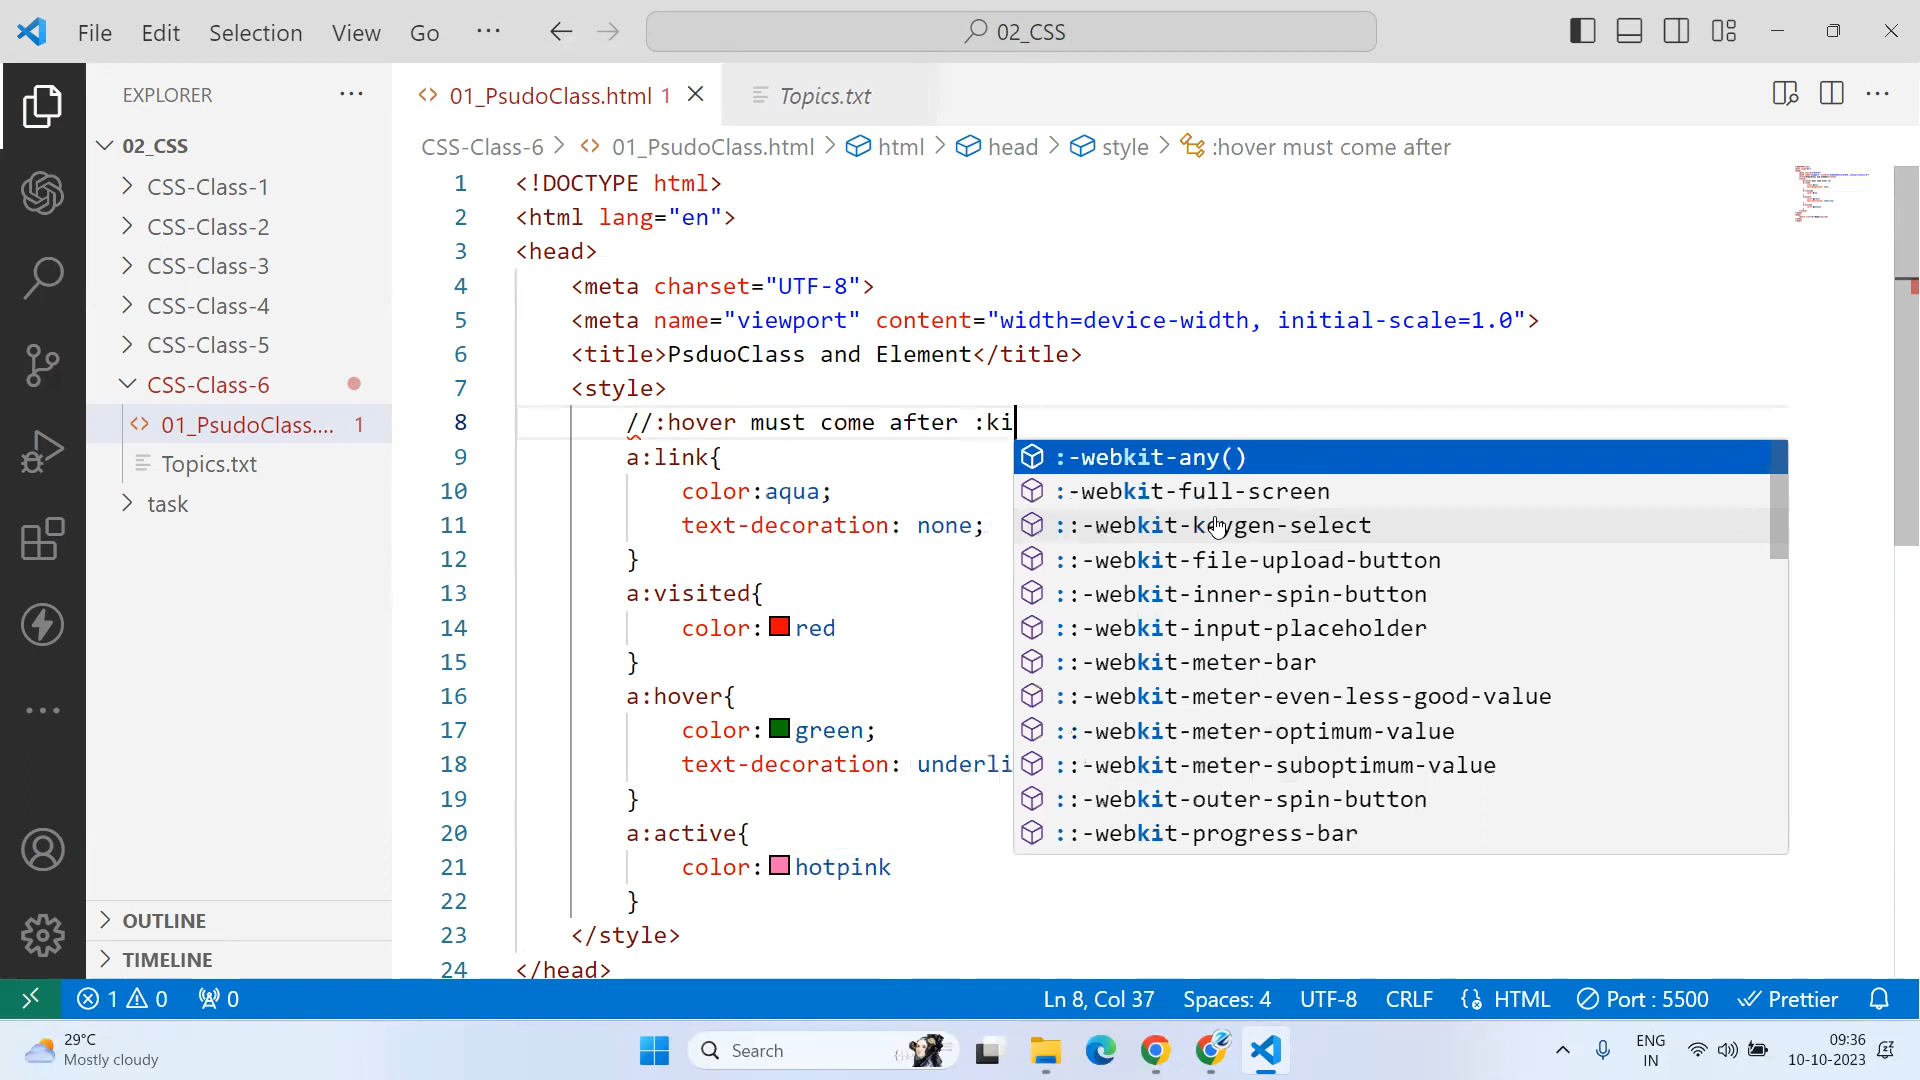 File Edit Selection View Go ··· 02_CSS
EXPLORER ···
01_PsudoClass.html 1
Topics.txt
02_CSS
CSS-Class-6 > 01_PsudoClass.html > html > head > style > :hover must come after
CSS-Class-1
CSS-Class-2
CSS-Class-3
CSS-Class-4
CSS-Class-5
CSS-Class-6
01_PsudoClass.... 1
Topics.txt
task
OUTLINE
TIMELINE
1 <!DOCTYPE html>
2 <html lang="en">
3 <head>
4 <meta charset="UTF-8">
5 <meta name="viewport" content="width=device-width, initial-scale=1.0">
6 <title>PsduoClass and Element</title>
7 <style>
8 //:hover must come after :ki
9 a:link{
10 color:aqua;
11 text-decoration: none;
12 }
13 a:visited{
14 color:red
15 }
16 a:hover{
17 color:green;
18 text-decoration: underli
19 }
20 a:active{
21 color:hotpink
22 }
23 </style>
24 </head>
:-webkit-any()
:-webkit-full-screen
::-webkit-keygen-select
::-webkit-file-upload-button
::-webkit-inner-spin-button
::-webkit-input-placeholder
::-webkit-meter-bar
::-webkit-meter-even-less-good-value
::-webkit-meter-optimum-value
::-webkit-meter-suboptimum-value
::-webkit-outer-spin-button
::-webkit-progress-bar
1 0 0 Ln 8, Col 37 Spaces: 4 UTF-8 CRLF HTML Port : 5500 Prettier
29°C
Mostly cloudy
Search
ENG
IN
09:36
10-10-2023